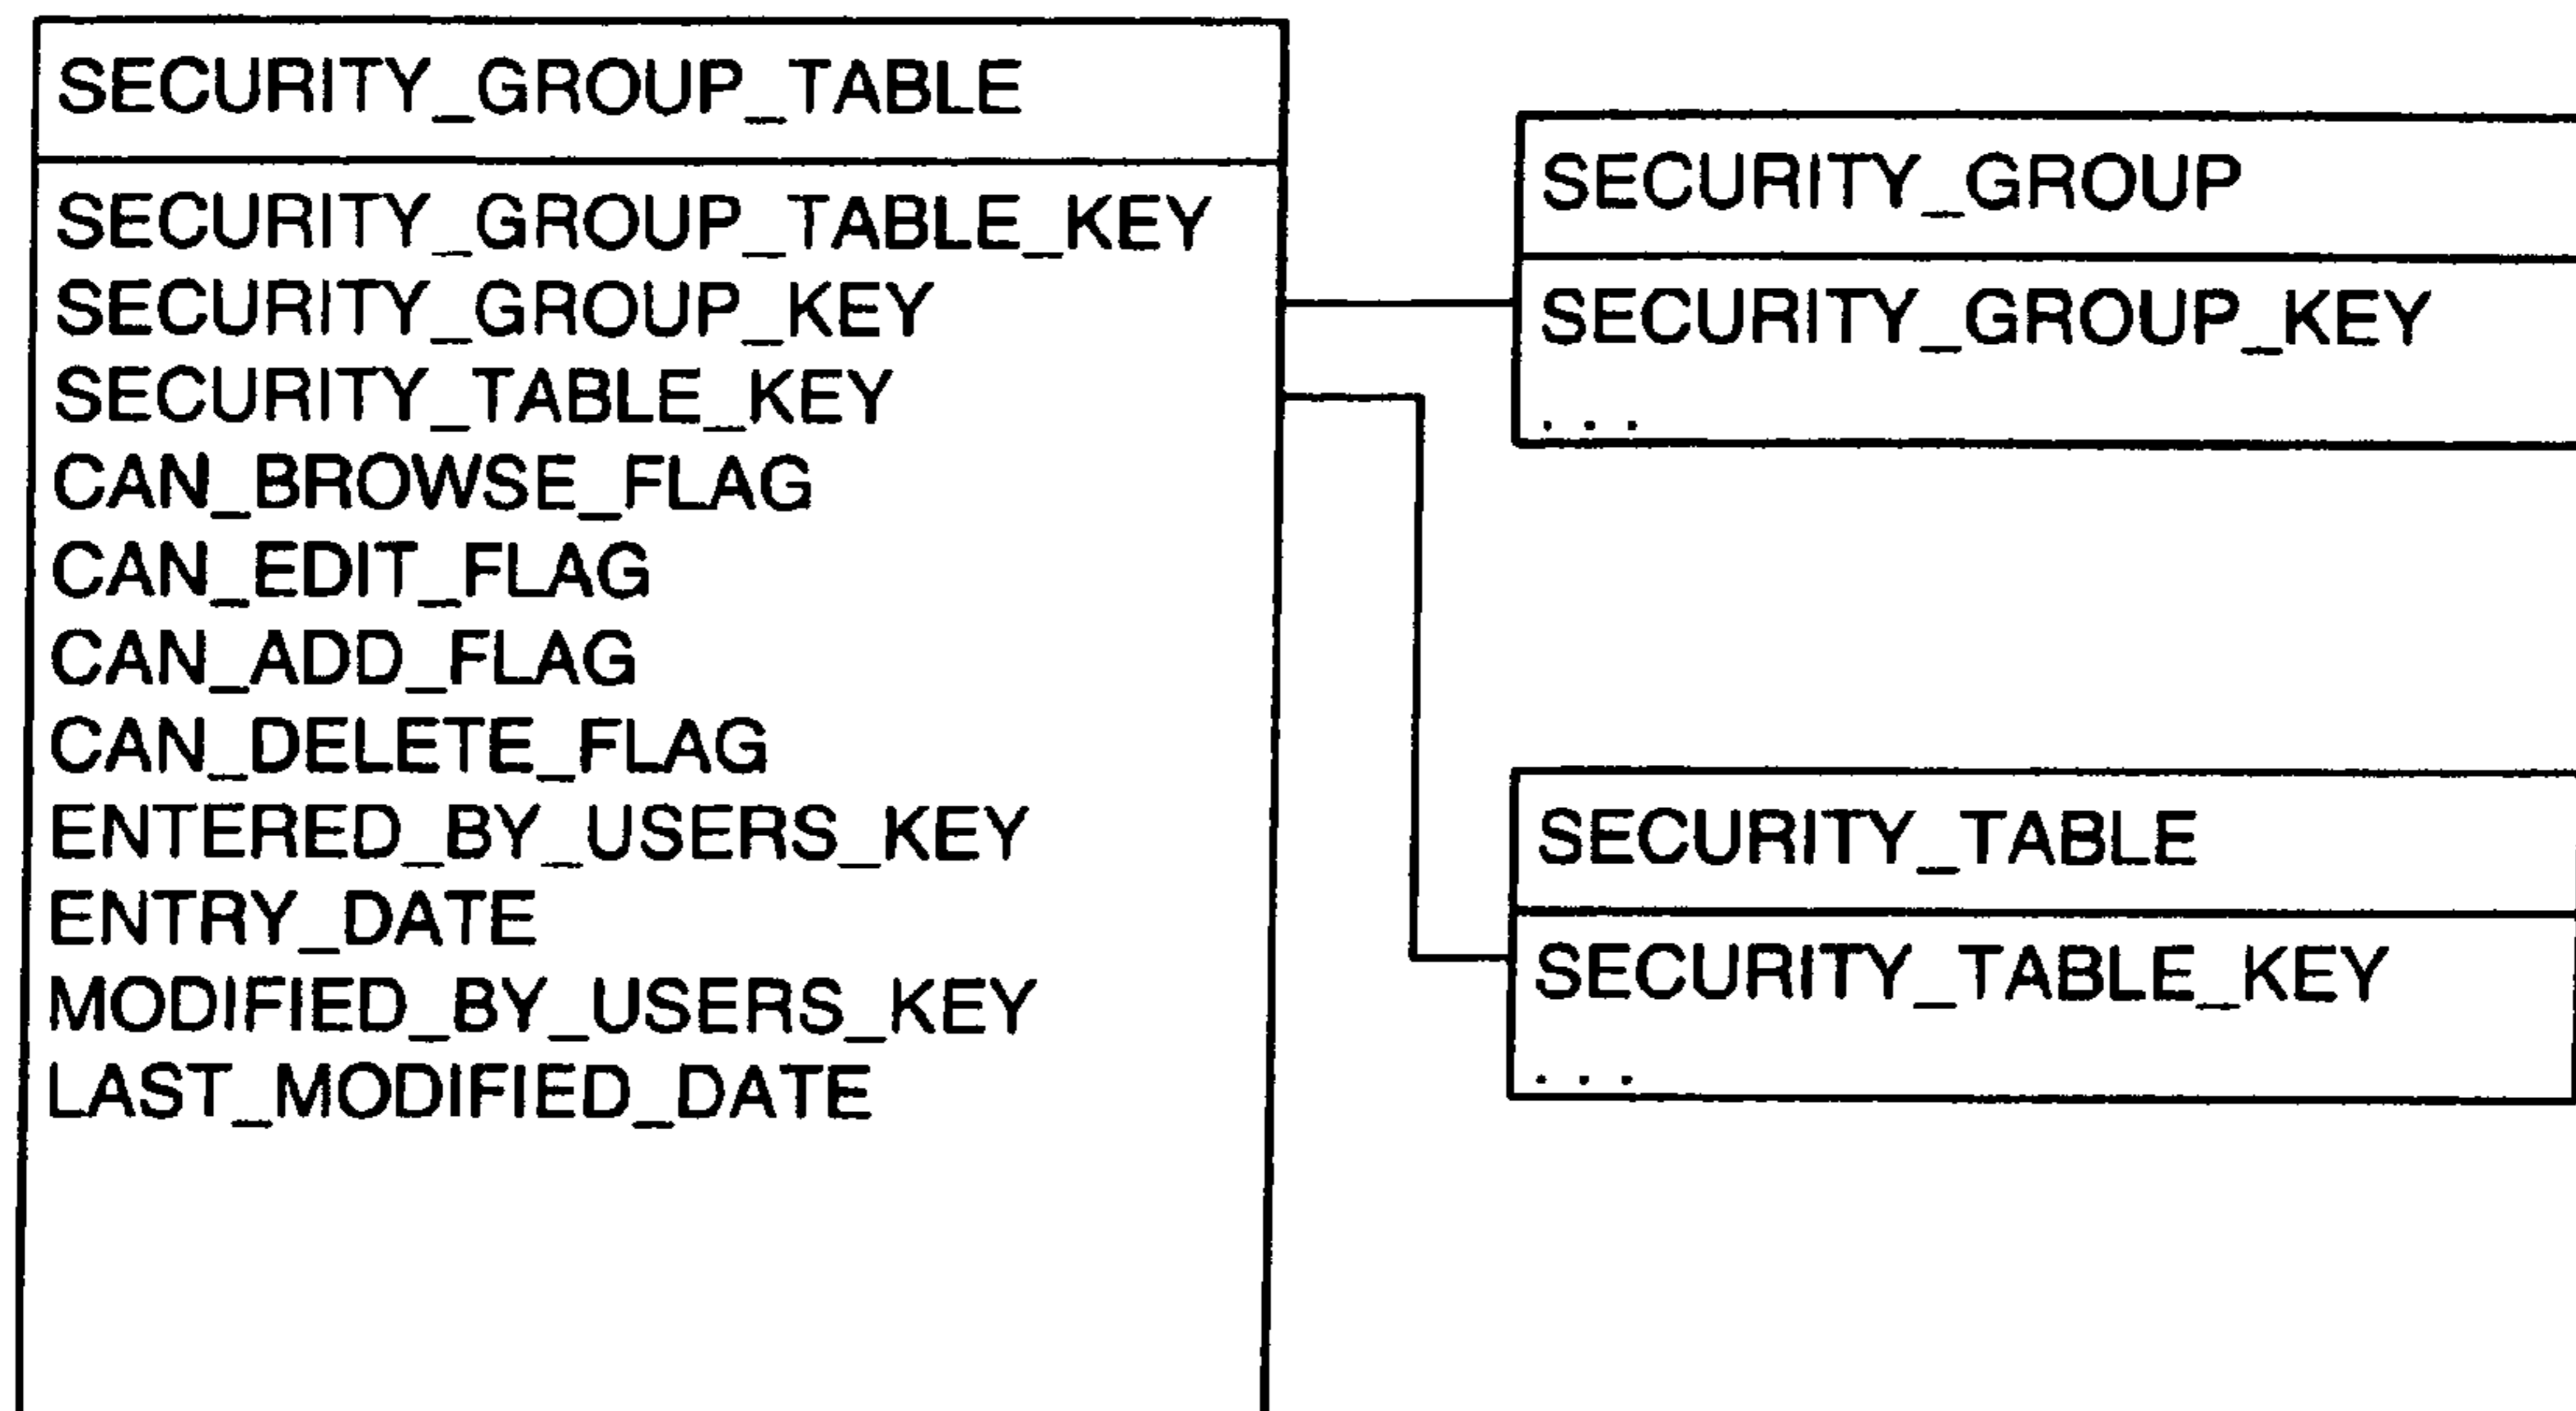 SECURITY_GROUP_TABLE
SECURITY_GROUP_TABLE_KEY
SECURITY_GROUP_KEY
SECURITY_TABLE_KEY
CAN_BROWSE_FLAG
CAN_EDIT_FLAG
CAN_ADD_FLAG
CAN_DELETE_FLAG
ENTERED_BY_USERS_KEY
ENTRY_DATE
MODIFIED_BY_USERS_KEY
LAST_MODIFIED_DATE
SECURITY_GROUP
SECURITY_GROUP_KEY
. . .
SECURITY_TABLE
SECURITY_TABLE_KEY
. . .